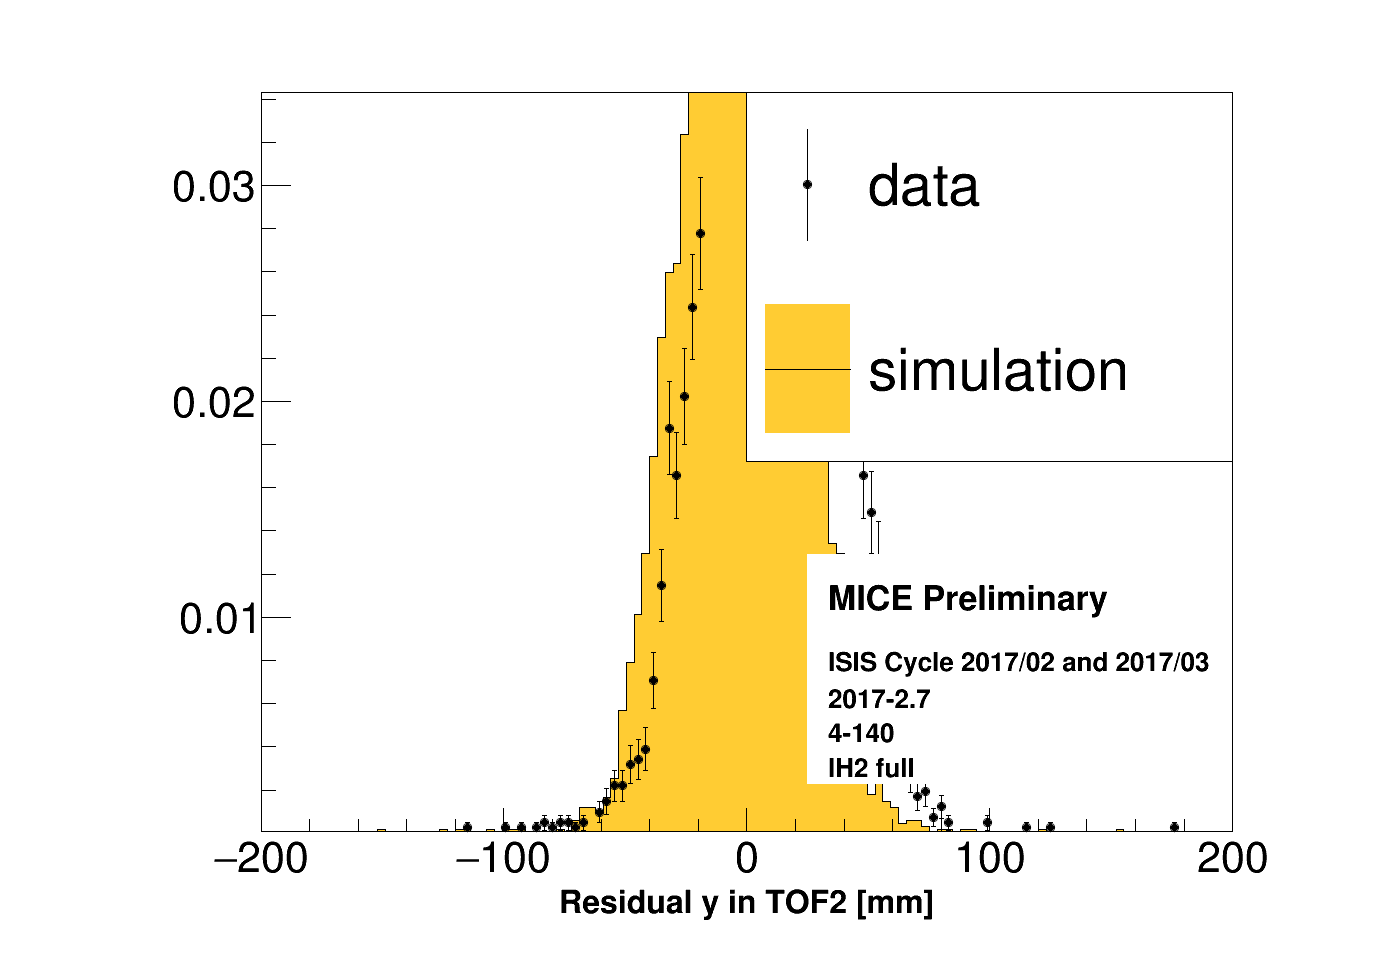 0.03
0.02
0.01
data
simulation
MICE Preliminary
ISIS Cycle 2017/02 and 2017/03
2017-2.7
4-140
IH2 full
−200 −100 0 100 200
Residual y in TOF2 [mm]